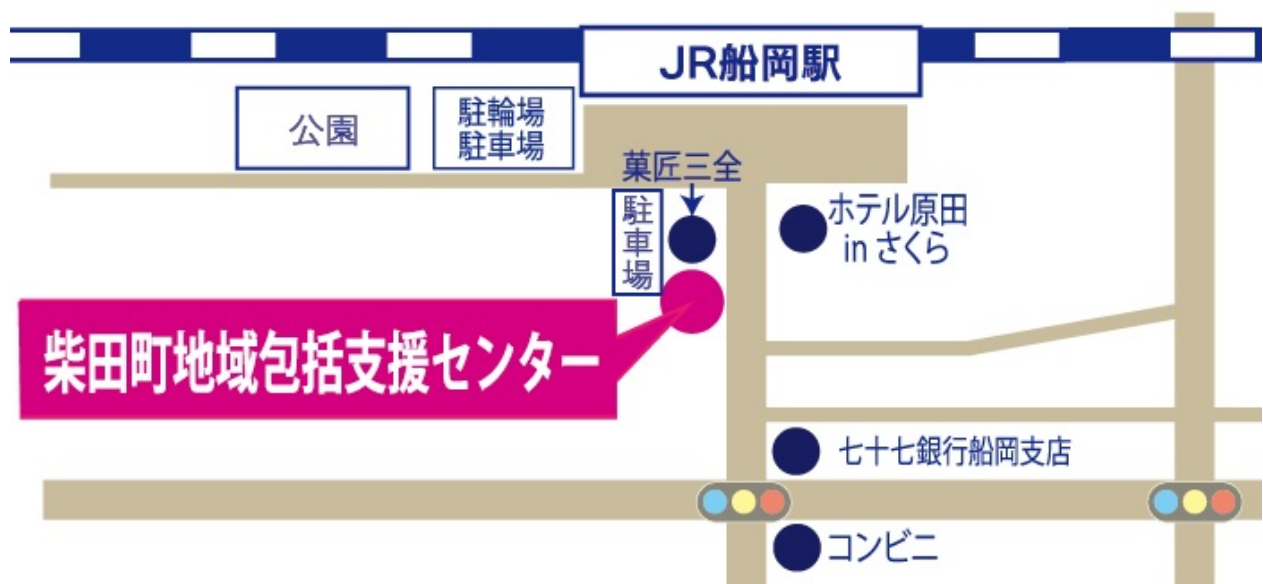 JR船岡駅
公園
駐輪場
駐車場
菓匠三全
駐車場
ホテル原田
in さくら
柴田町地域包括支援センター
七十七銀行船岡支店
コンビニ